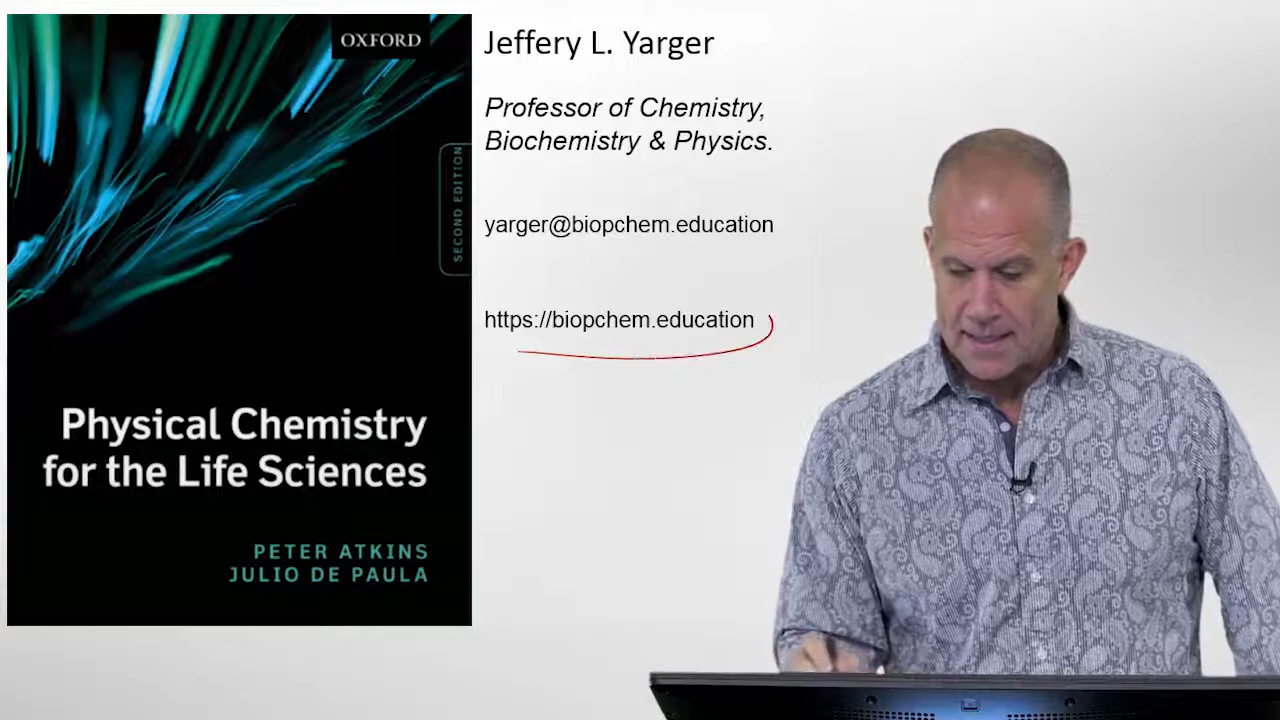 OXFORD
SECOND EDITION
Physical Chemistry
for the Life Sciences
PETER ATKINS
JULIO DE PAULA
Jeffery L. Yarger
Professor of Chemistry,
Biochemistry & Physics.
yarger@biopchem.education
https://biopchem.education